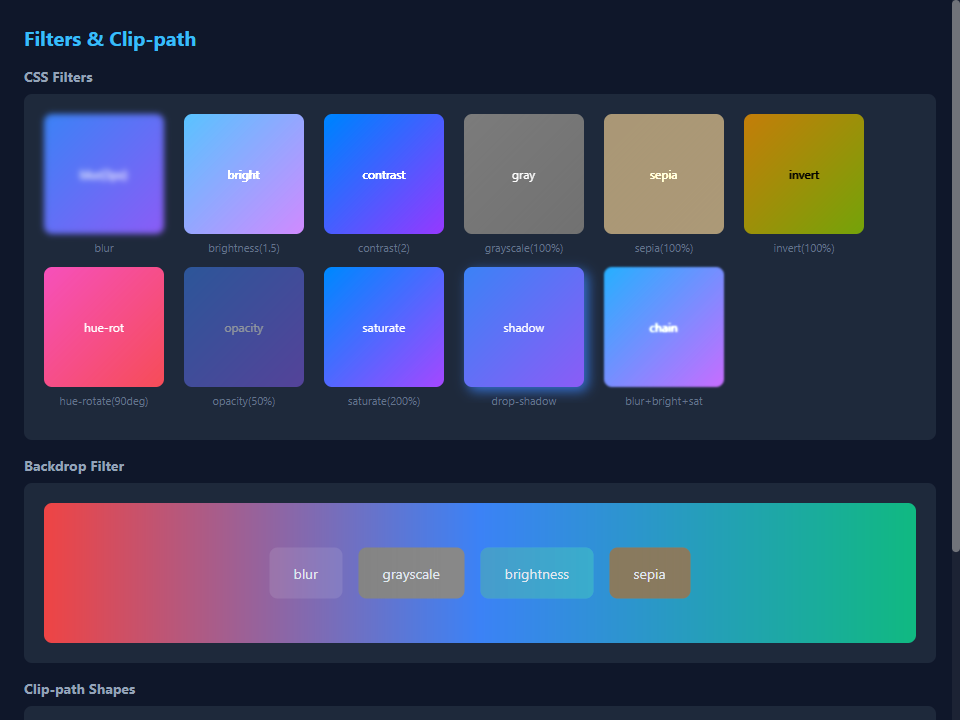 Filters & Clip-path
CSS Filters
bright
contrast
gray
sepia
invert
blur
brightness(1.5)
contrast(2)
grayscale(100%)
sepia(100%)
invert(100%)
hue-rot
opacity
saturate
shadow
chain
hue-rotate(90deg)
opacity(50%)
saturate(200%)
drop-shadow
blur+bright+sat
Backdrop Filter
blur
grayscale
brightness
sepia
Clip-path Shapes